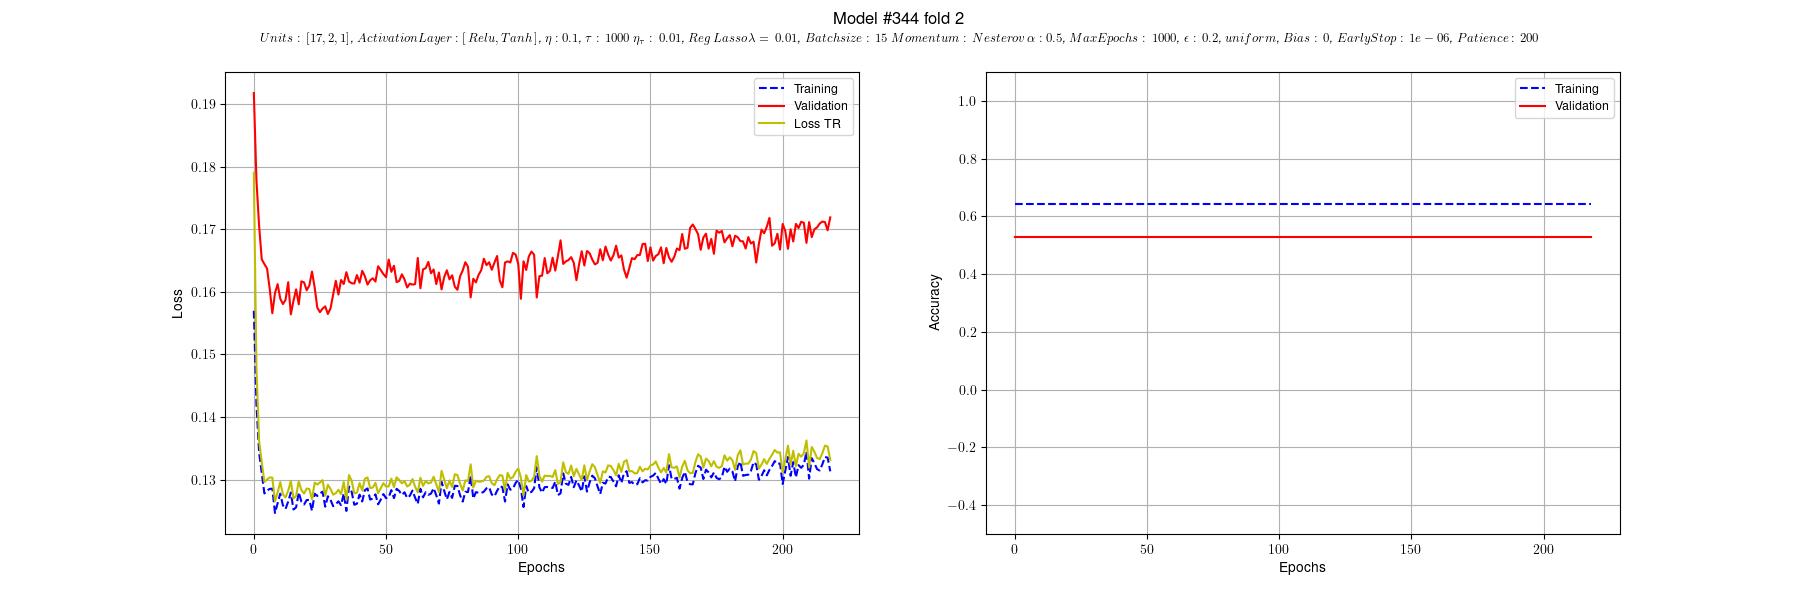 Model #344 fold 2
Units : [17, 2, 1], ActivationLayer : [ Relu, Tanh ], η : 0.1, τ : 1000 ητ : 0.01, Reg Lasso λ = 0.01, Batchsize : 15 Momentum : Nesterov α : 0.5, MaxEpochs : 1000, ϵ : 0.2, uniform, Bias : 0, EarlyStop : 1e − 06, Patience : 200
0.19
0.18
0.17
0.16
0.15
0.14
0.13
Loss
0 50 100 150 200
Epochs
Training
Validation
Loss TR
1.0
0.8
0.6
0.4
0.2
0.0
−0.2
−0.4
Accuracy
0 50 100 150 200
Epochs
Training
Validation